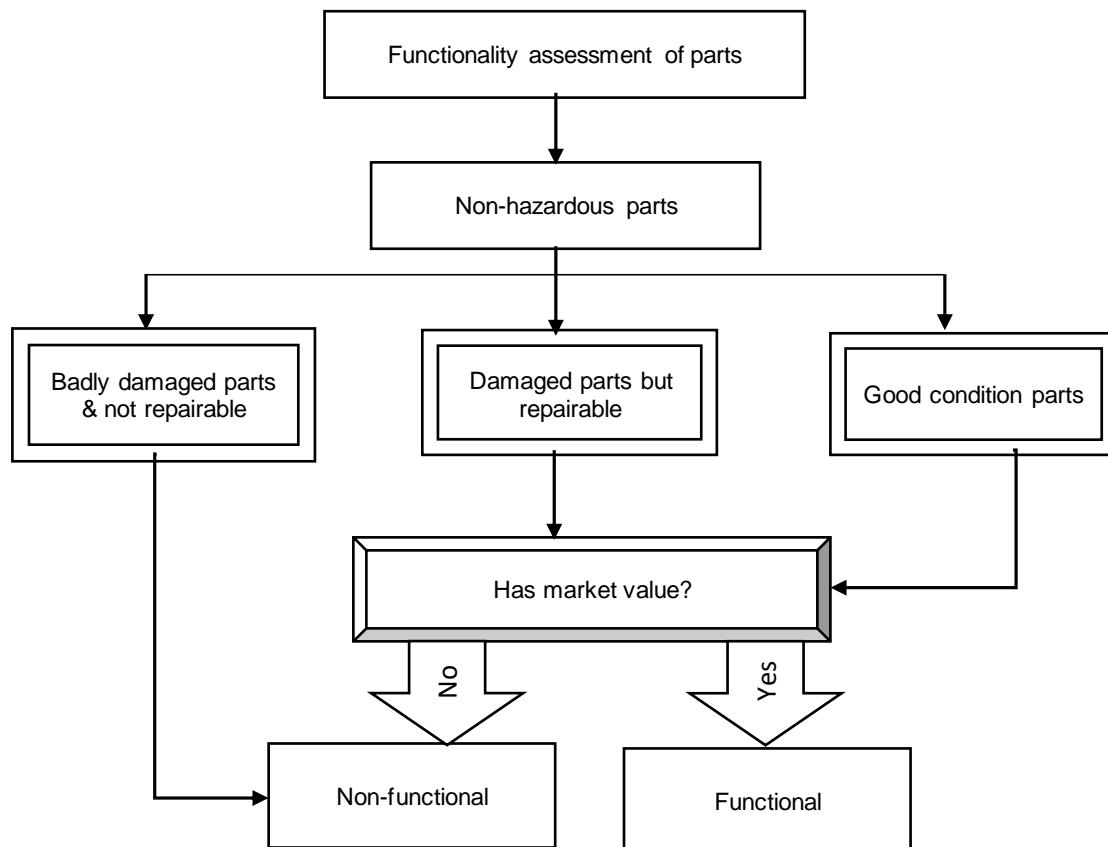 Functionality assessment of parts
Non-hazardous parts
Badly damaged parts
& not repairable
Damaged parts but
repairable
Good condition parts
Has market value?
No
Yes
Non-functional
Functional